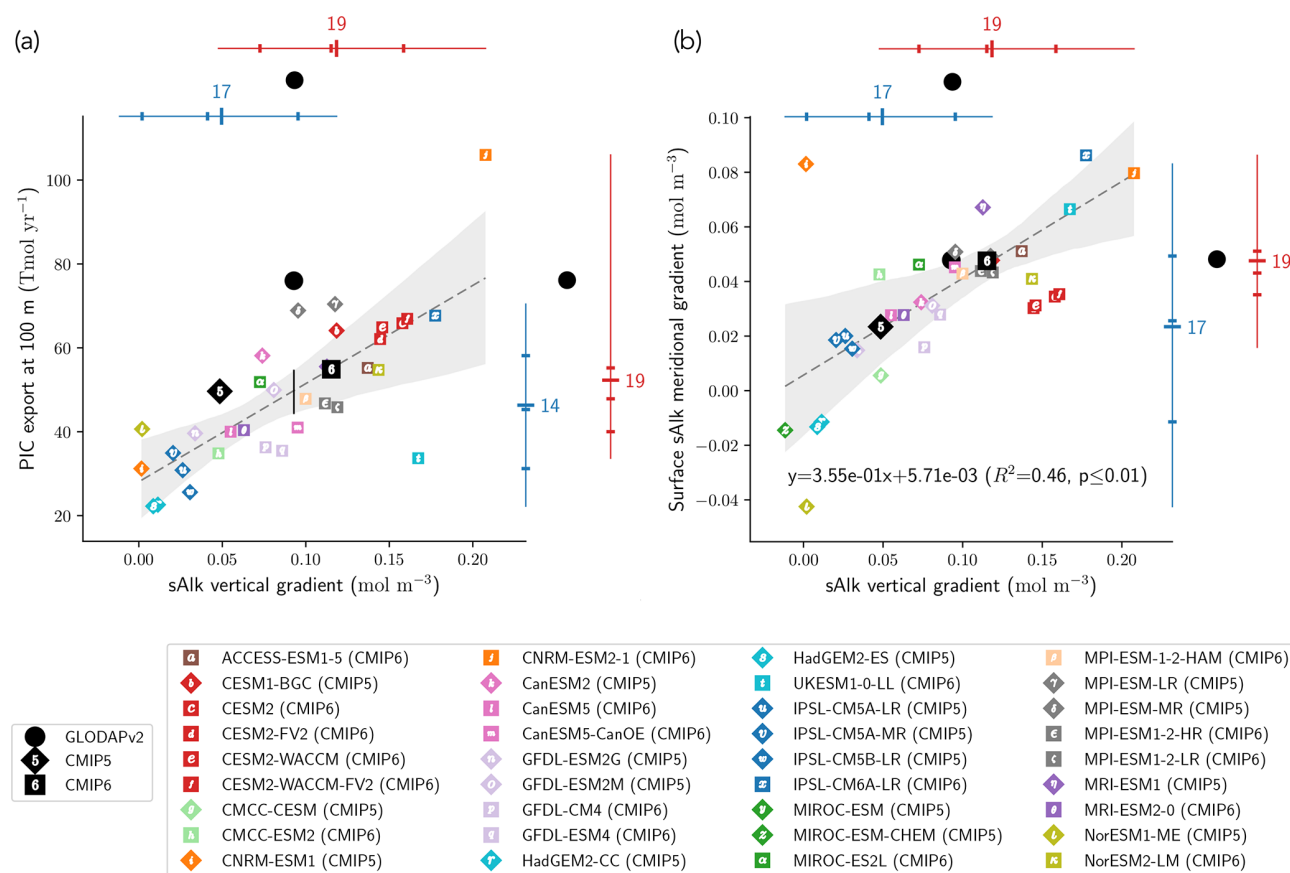 (a)
19
17
PIC export at 100 m (Tmol yr⁻¹)
100
80
60
40
20
0.00 0.05 0.10 0.15 0.20
sAlk vertical gradient (mol m⁻³)
5
6
14
19
(b)
19
17
Surface sAlk meridional gradient (mol m⁻³)
0.10
0.08
0.06
0.04
0.02
0.00
−0.02
−0.04
y=3.55e-01x+5.71e-03 (R²=0.46, p≤0.01)
0.00 0.05 0.10 0.15 0.20
sAlk vertical gradient (mol m⁻³)
5
6
17
19
GLODAPv2
5 CMIP5
6 CMIP6
a ACCESS-ESM1-5 (CMIP6)
b CESM1-BGC (CMIP5)
c CESM2 (CMIP6)
d CESM2-FV2 (CMIP6)
e CESM2-WACCM (CMIP6)
f CESM2-WACCM-FV2 (CMIP6)
g CMCC-CESM (CMIP5)
h CMCC-ESM2 (CMIP6)
i CNRM-ESM1 (CMIP5)
j CNRM-ESM2-1 (CMIP6)
k CanESM2 (CMIP5)
l CanESM5 (CMIP6)
m CanESM5-CanOE (CMIP6)
n GFDL-ESM2G (CMIP5)
o GFDL-ESM2M (CMIP5)
p GFDL-CM4 (CMIP6)
q GFDL-ESM4 (CMIP6)
r HadGEM2-CC (CMIP5)
s HadGEM2-ES (CMIP5)
t UKESM1-0-LL (CMIP6)
u IPSL-CM5A-LR (CMIP5)
v IPSL-CM5A-MR (CMIP5)
w IPSL-CM5B-LR (CMIP5)
x IPSL-CM6A-LR (CMIP6)
y MIROC-ESM (CMIP5)
z MIROC-ESM-CHEM (CMIP5)
α MIROC-ES2L (CMIP6)
β MPI-ESM-1-2-HAM (CMIP6)
γ MPI-ESM-LR (CMIP5)
δ MPI-ESM-MR (CMIP5)
ϵ MPI-ESM1-2-HR (CMIP6)
ζ MPI-ESM1-2-LR (CMIP6)
η MRI-ESM1 (CMIP5)
θ MRI-ESM2-0 (CMIP6)
ι NorESM1-ME (CMIP5)
κ NorESM2-LM (CMIP6)